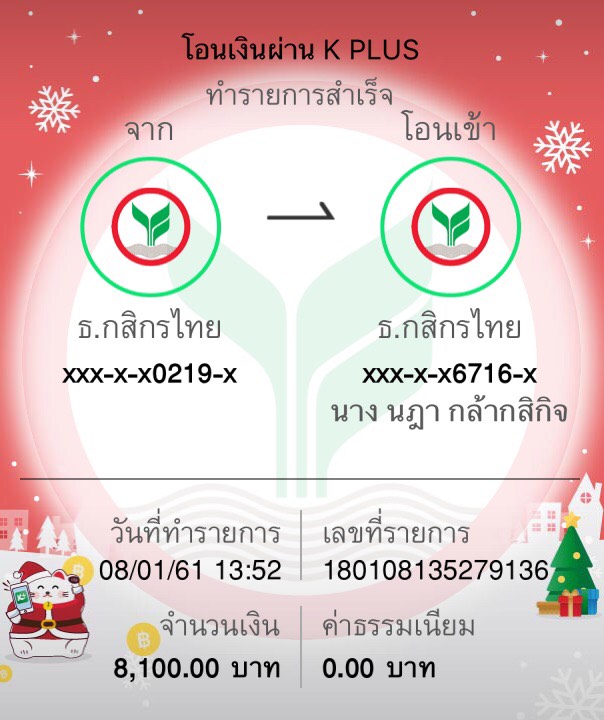 โอนเงินผ่าน K PLUS
ทำรายการสำเร็จ
จาก
โอนเข้า
ธ.กสิกรไทย
xxx-x-x0219-x
ธ.กสิกรไทย
xxx-x-x6716-x
นาง นฎา กล้ากสิกิจ
วันที่ทำรายการ
08/01/61 13:52
เลขที่รายการ
180108135279136
จำนวนเงิน
8,100.00 บาท
ค่าธรรมเนียม
0.00 บาท
K+